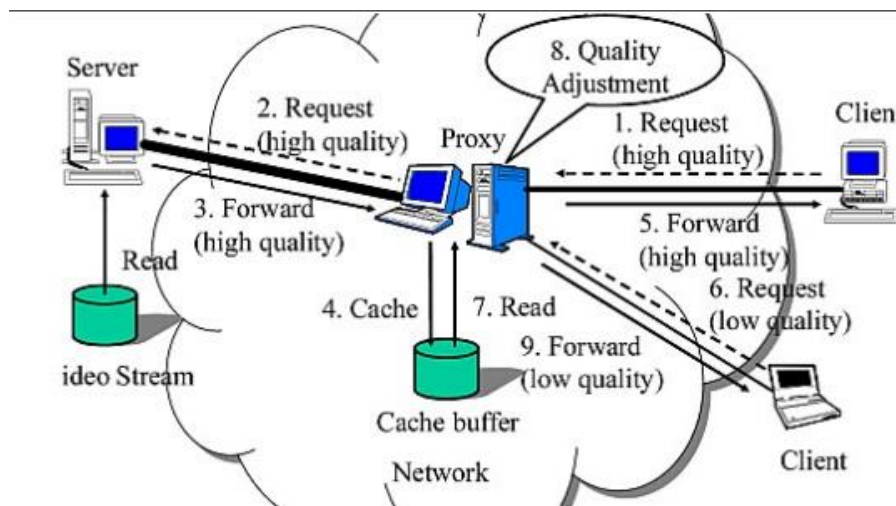 8. Quality
Adjustment
Server
2. Request
(high quality)
Proxy
1. Request
(high quality)
Clien
3. Forward
(high quality)
5. Forward
(high quality)
Read
4. Cache
7. Read
6. Request
(low quality)
9. Forward
(low quality)
ideo Stream
Cache buffer
Client
Network